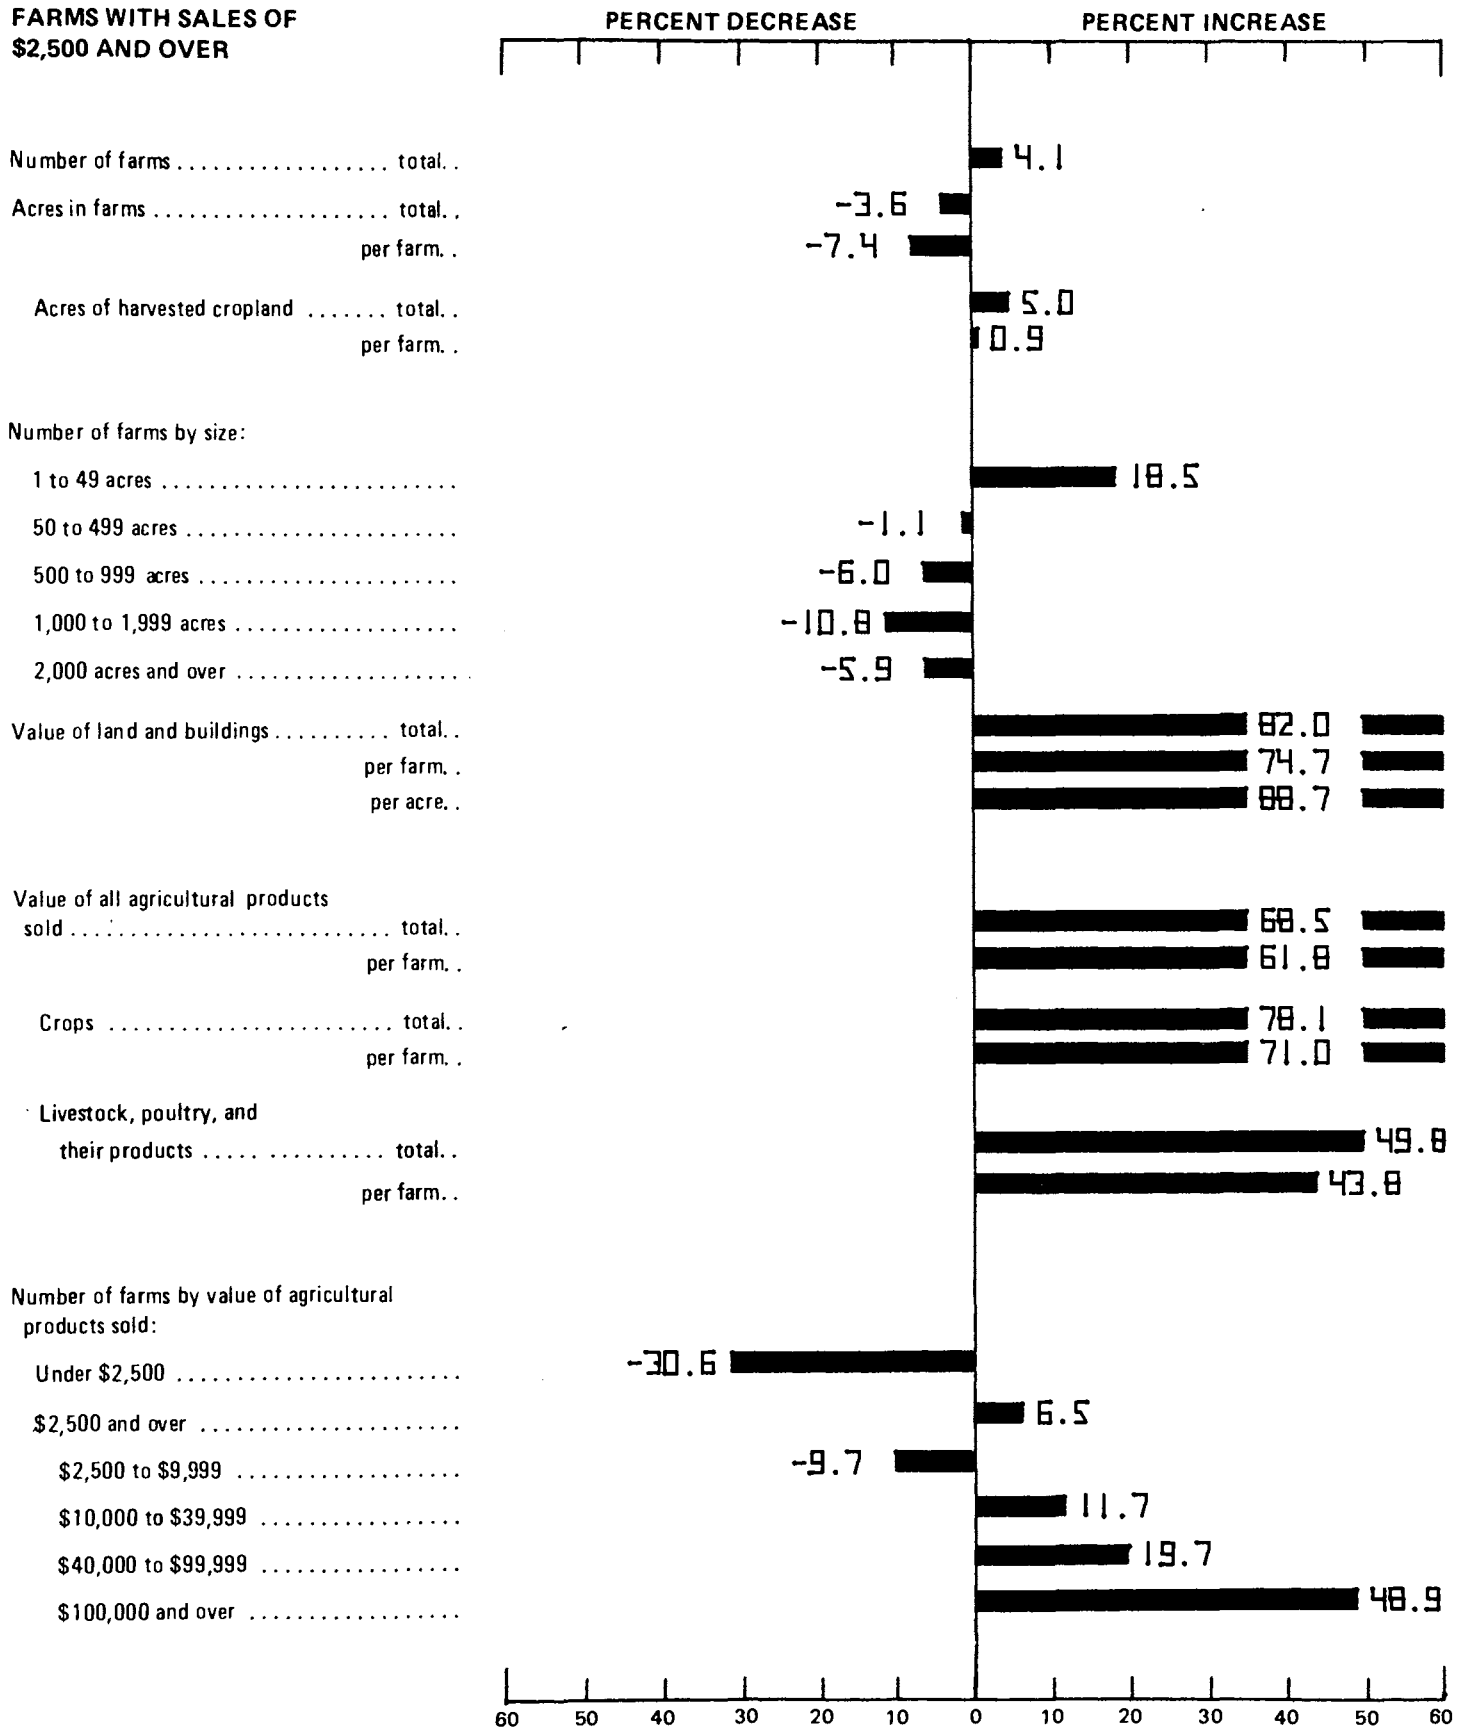 FARMS WITH SALES OF
$2,500 AND OVER
PERCENT DECREASE PERCENT INCREASE
Number of farms .................. total.. 4.1
Acres in farms .................... total.. -3.6
per farm.. -7.4
Acres of harvested cropland ....... total.. 5.0
per farm.. 0.9
Number of farms by size:
1 to 49 acres ......................... 18.5
50 to 499 acres ....................... -1.1
500 to 999 acres ...................... -6.0
1,000 to 1,999 acres ................... -10.8
2,000 acres and over .................... -5.9
Value of land and buildings .......... total.. 82.0
per farm.. 74.7
per acre.. 88.7
Value of all agricultural products
sold ........................... total.. 68.5
per farm.. 61.8
Crops ........................ total.. 78.1
per farm.. 71.0
Livestock, poultry, and
their products ............... total.. 49.8
per farm.. 43.8
Number of farms by value of agricultural
products sold:
Under $2,500 ........................ -30.6
$2,500 and over ...................... 6.5
$2,500 to $9,999 ................... -9.7
$10,000 to $39,999 ................. 11.7
$40,000 to $99,999 ................. 19.7
$100,000 and over .................. 48.9
60 50 40 30 20 10 0 10 20 30 40 50 60